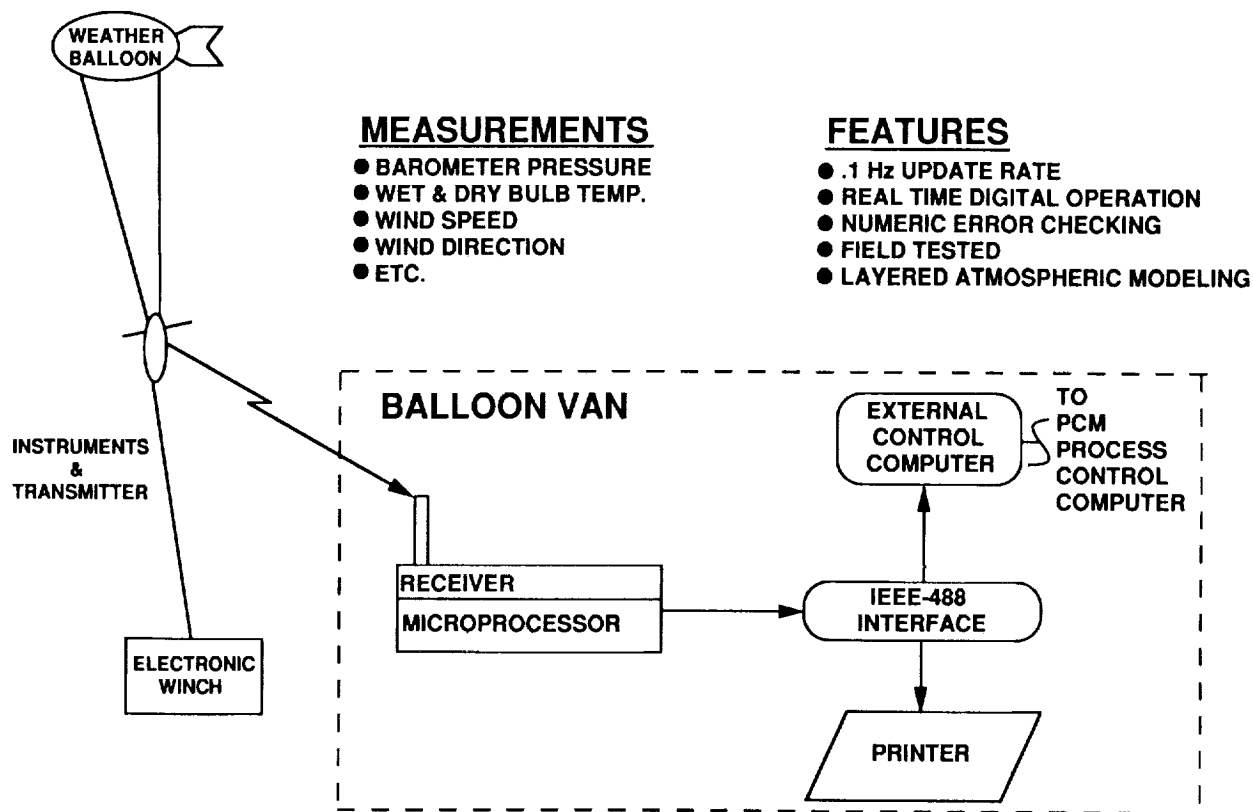 WEATHER
BALLOON
MEASUREMENTS
● BAROMETER PRESSURE
● WET & DRY BULB TEMP.
● WIND SPEED
● WIND DIRECTION
● ETC.
FEATURES
● .1 Hz UPDATE RATE
● REAL TIME DIGITAL OPERATION
● NUMERIC ERROR CHECKING
● FIELD TESTED
● LAYERED ATMOSPHERIC MODELING
INSTRUMENTS
&
TRANSMITTER
ELECTRONIC
WINCH
BALLOON VAN
RECEIVER
MICROPROCESSOR
EXTERNAL
CONTROL
COMPUTER
TO
PCM
PROCESS
CONTROL
COMPUTER
IEEE-488
INTERFACE
PRINTER